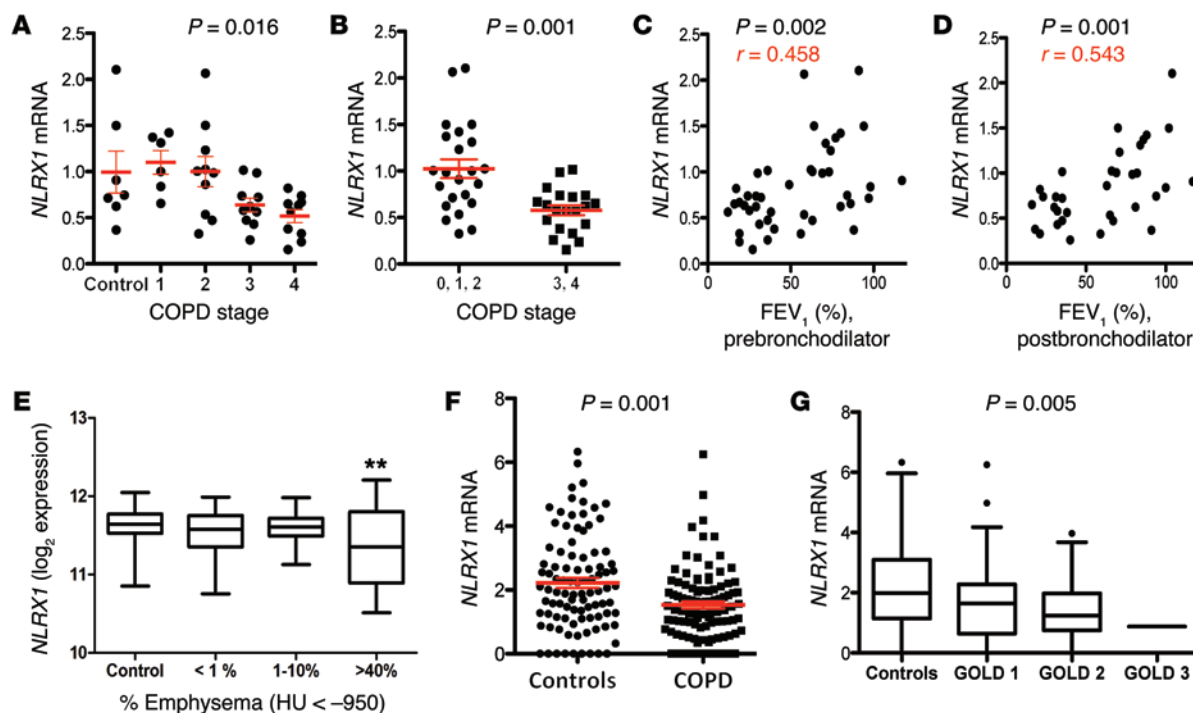 A
P = 0.016
NLRX1 mRNA
2.5
2.0
1.5
1.0
0.5
0.0
Control 1 2 3 4
COPD stage
B
P = 0.001
NLRX1 mRNA
2.5
2.0
1.5
1.0
0.5
0.0
0, 1, 2 3, 4
COPD stage
C
P = 0.002
r = 0.458
NLRX1 mRNA
2.5
2.0
1.5
1.0
0.5
0.0
0 50 100
FEV1 (%),
prebronchodilator
D
P = 0.001
r = 0.543
NLRX1 mRNA
2.5
2.0
1.5
1.0
0.5
0.0
0 50 100
FEV1 (%),
postbronchodilator
E
NLRX1 (log2 expression)
13
12
11
10
**
Control < 1 % 1-10% >40%
% Emphysema (HU < –950)
F
P = 0.001
NLRX1 mRNA
8
6
4
2
0
Controls COPD
G
P = 0.005
NLRX1 mRNA
8
6
4
2
0
Controls GOLD 1 GOLD 2 GOLD 3